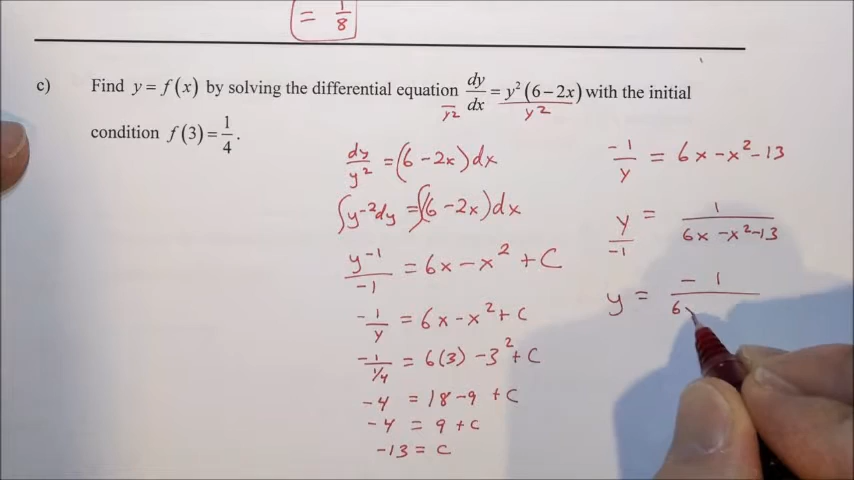 = 1/8
c) Find y = f(x) by solving the differential equation dy/dx = y²(6−2x) with the initial
condition f(3) = 1/4.
y² y²
dy/y² = (6 − 2x)dx
∫y⁻²dy = ∫(6 − 2x)dx
y⁻¹/−1 = 6x − x² + C
−1/y = 6x − x² + C
−1/(1/4) = 6(3) − 3² + C
−4 = 18 − 9 + C
−4 = 9 + C
−13 = C
−1/y = 6x − x² − 13
y/−1 = 1/(6x − x² − 13)
y = −1/6x